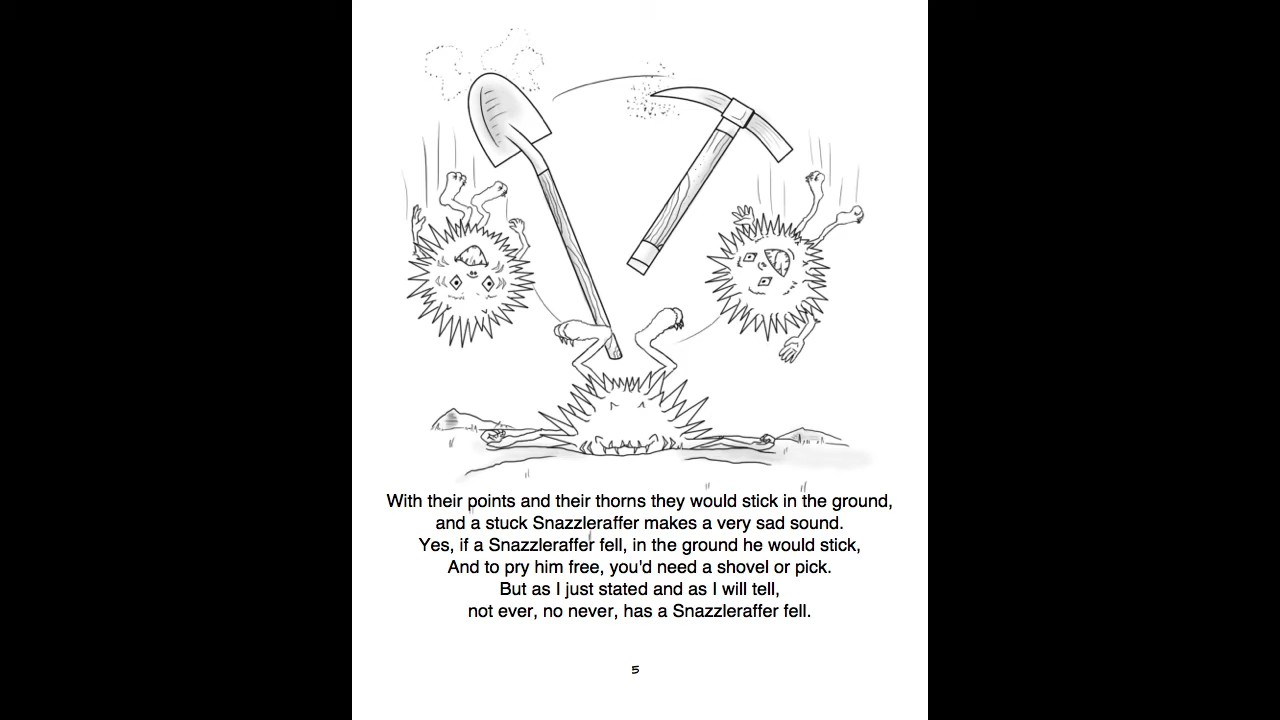 With their points and their thorns they would stick in the ground,
and a stuck Snazzleraffer makes a very sad sound.
Yes, if a Snazzleraffer fell, in the ground he would stick,
And to pry him free, you'd need a shovel or pick.
But as I just stated and as I will tell,
not ever, no never, has a Snazzleraffer fell.
5